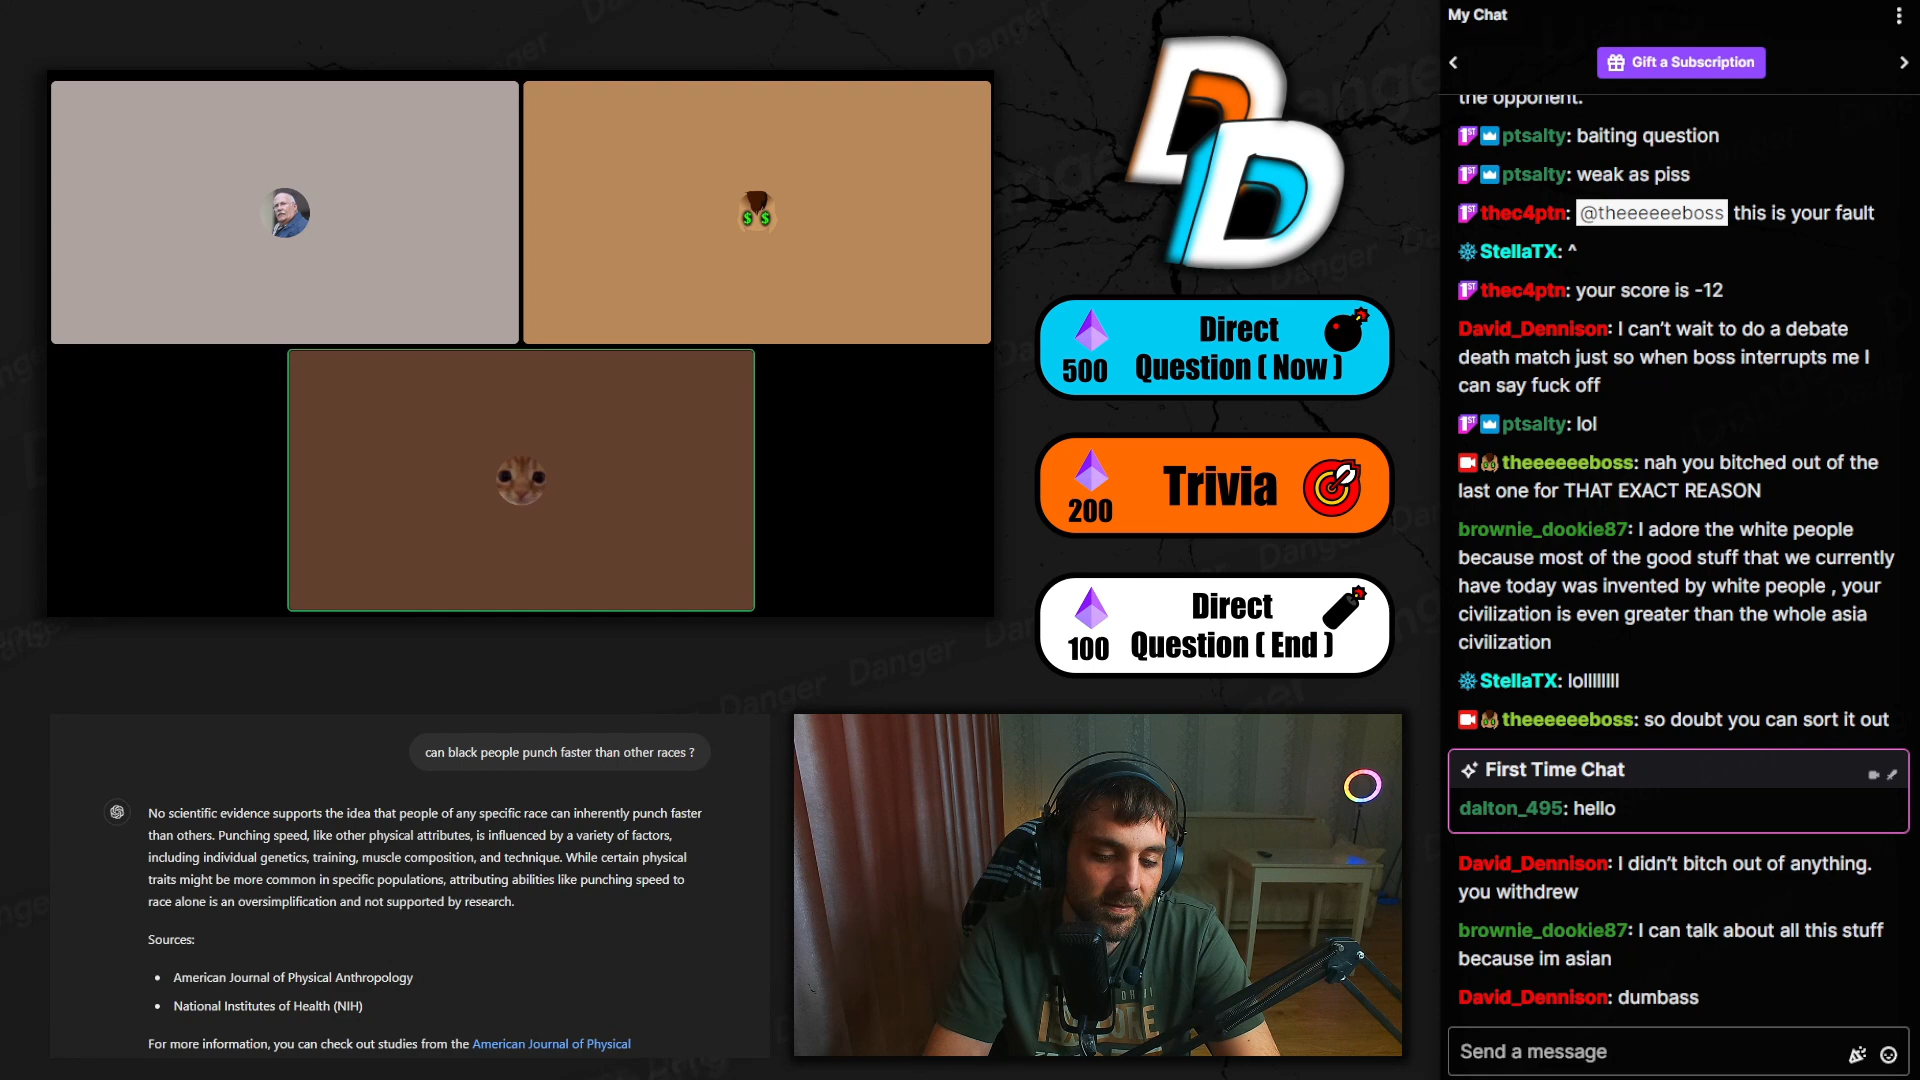 DD
500
Direct
Question ( Now )
200
Trivia
100
Direct
Question ( End )
can black people punch faster than other races ?
No scientific evidence supports the idea that people of any specific race can inherently punch faster
than others. Punching speed, like other physical attributes, is influenced by a variety of factors,
including individual genetics, training, muscle composition, and technique. While certain physical
traits might be more common in specific populations, attributing abilities like punching speed to
race alone is an oversimplification and not supported by research.
Sources:
• American Journal of Physical Anthropology
• National Institutes of Health (NIH)
For more information, you can check out studies from the American Journal of Physical
My Chat
Gift a Subscription
the opponent.
1ST ptsalty: baiting question
1ST ptsalty: weak as piss
1ST thec4ptn: @theeeeeeboss this is your fault
StellaTX: ^
1ST thec4ptn: your score is -12
David_Dennison: I can't wait to do a debate
death match just so when boss interrupts me I
can say fuck off
1ST ptsalty: lol
theeeeeeboss: nah you bitched out of the
last one for THAT EXACT REASON
brownie_dookie87: I adore the white people
because most of the good stuff that we currently
have today was invented by white people , your
civilization is even greater than the whole asia
civilization
StellaTX: lollllllll
theeeeeeboss: so doubt you can sort it out
First Time Chat
dalton_495: hello
David_Dennison: I didn't bitch out of anything.
you withdrew
brownie_dookie87: I can talk about all this stuff
because im asian
David_Dennison: dumbass
Send a message